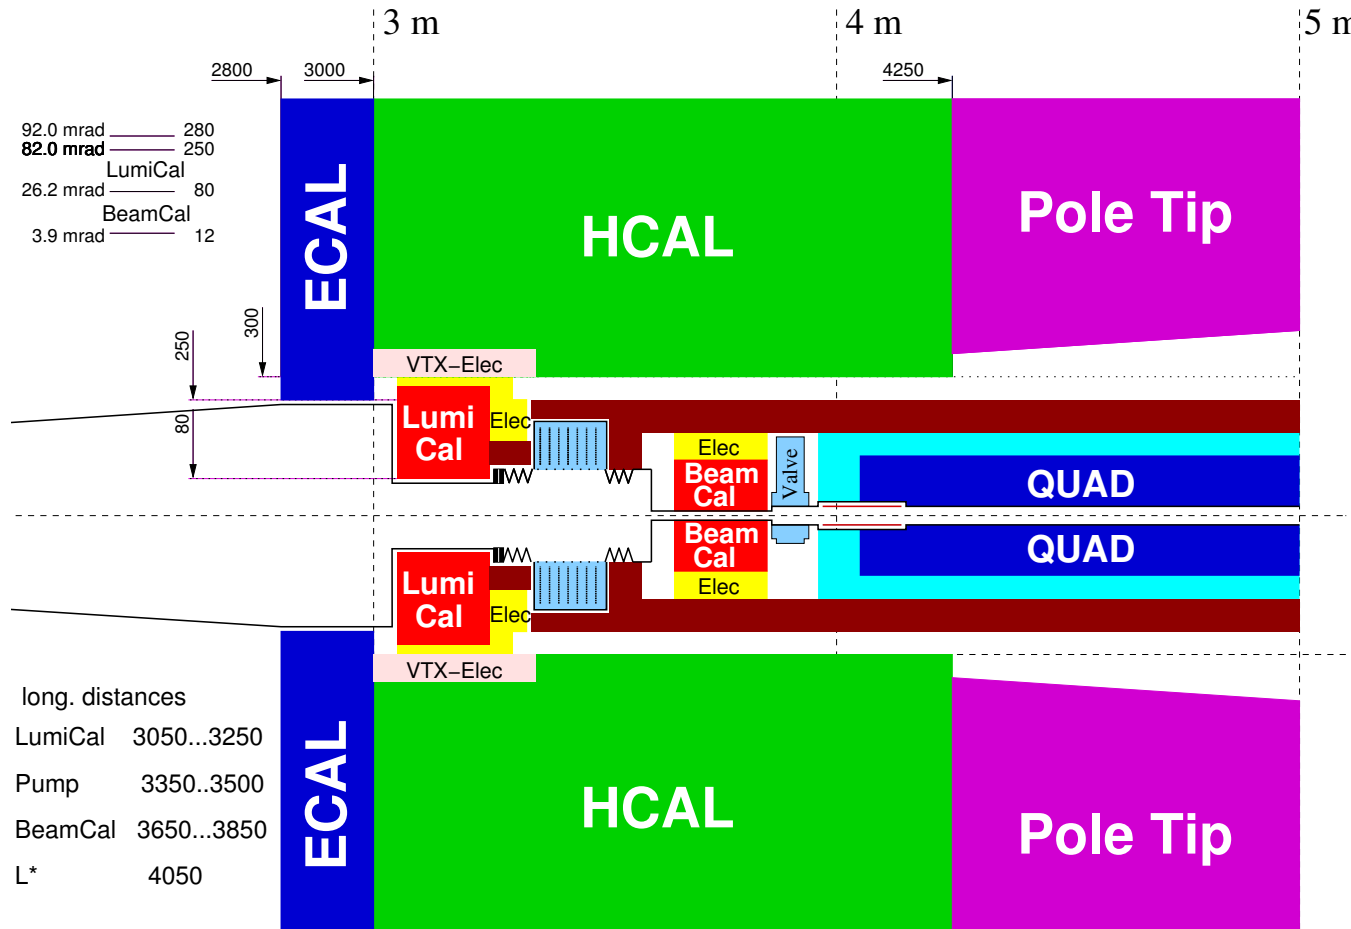 3 m
4 m
5 m
2800
3000
4250
92.0 mrad 280
82.0 mrad 250
LumiCal
26.2 mrad 80
BeamCal
3.9 mrad 12
ECAL
HCAL
Pole Tip
300
250
80
VTX−Elec
Lumi
Cal
Elec
Elec
Beam
Cal
Valve
QUAD
Beam
Cal
Elec
QUAD
Lumi
Cal
Elec
VTX−Elec
ECAL
HCAL
Pole Tip
long. distances
LumiCal 3050...3250
Pump 3350..3500
BeamCal 3650...3850
L* 4050